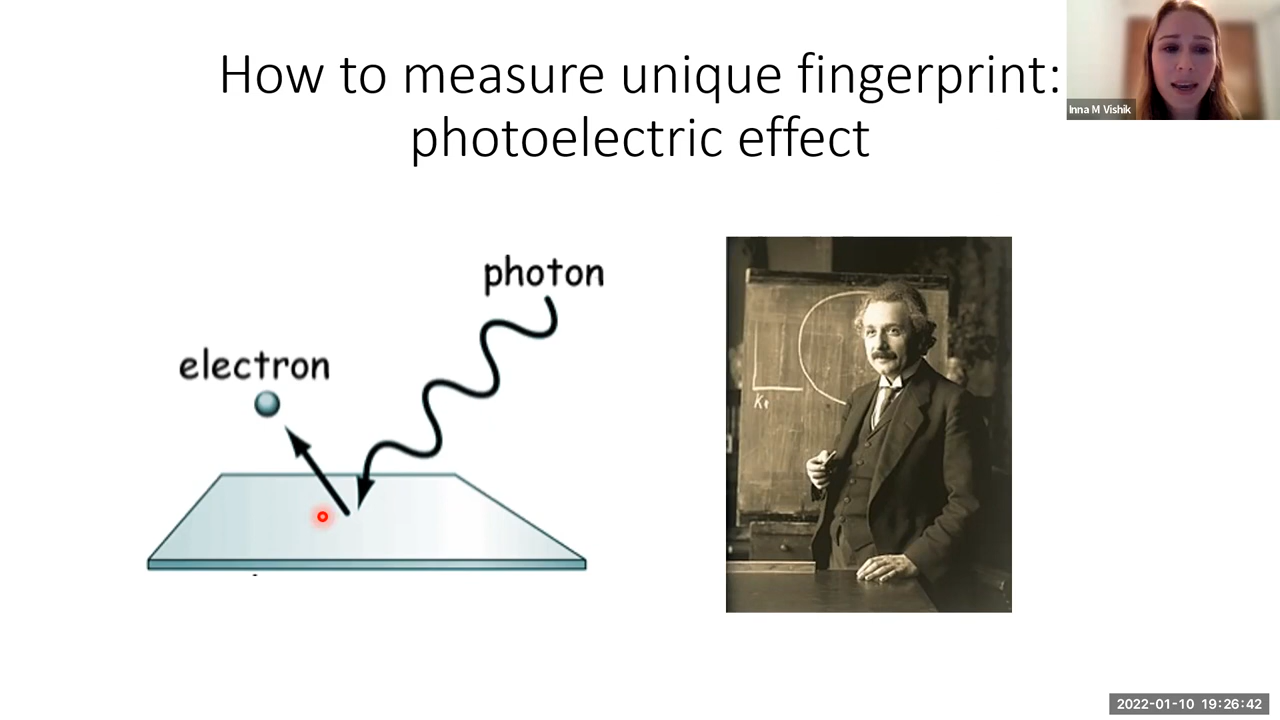 How to measure unique fingerprint:
photoelectric effect
Inna M Vishik
photon
electron
2022-01-10 19:26:42